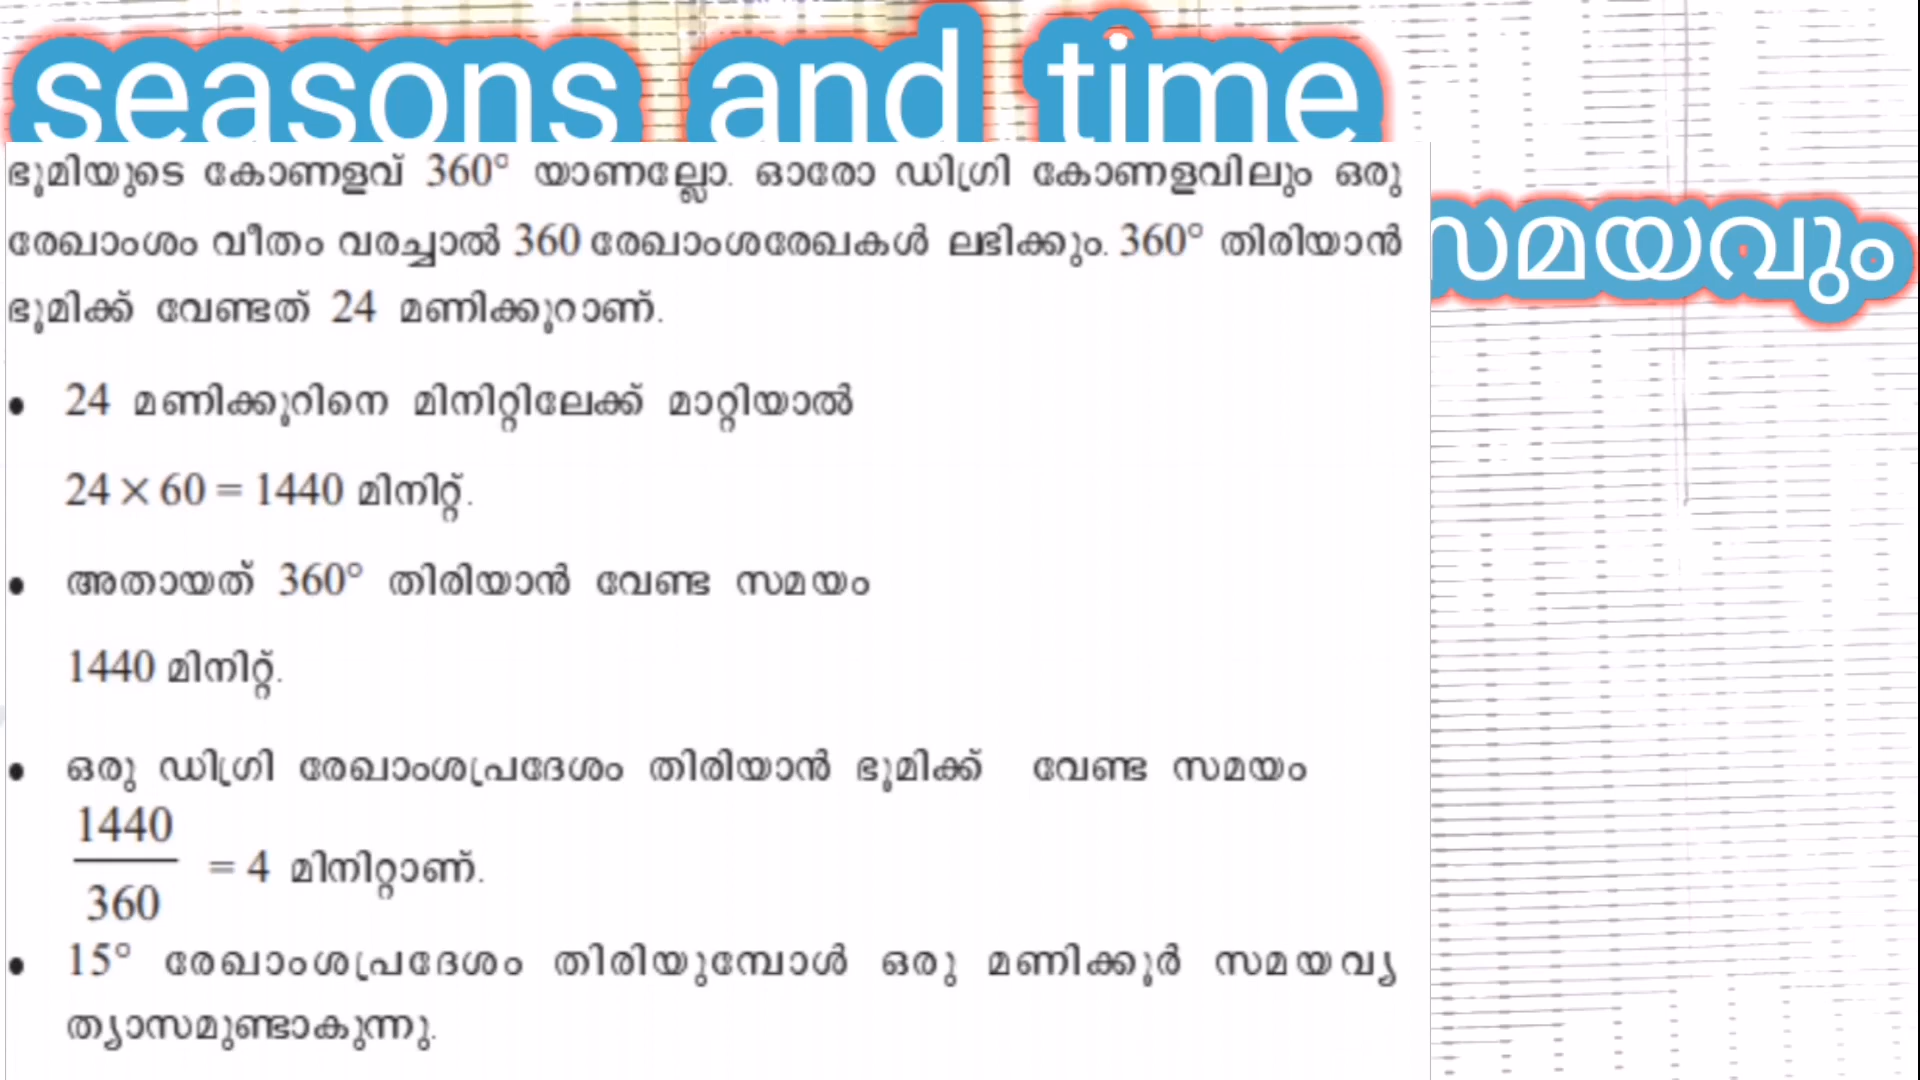 seasons and time
സമയവും
ഭൂമിയുടെ കോണളവ് 360° യാണല്ലോ. ഓരോ ഡിഗ്രി കോണളവിലും ഒരു
രേഖാംശം വീതം വരച്ചാൽ 360 രേഖാംശരേഖകൾ ലഭിക്കും. 360° തിരിയാൻ
ഭൂമിക്ക് വേണ്ടത് 24 മണിക്കൂറാണ്.
• 24 മണിക്കൂറിനെ മിനിറ്റിലേക്ക് മാറ്റിയാൽ
24 × 60 = 1440 മിനിറ്റ്.
• അതായത് 360° തിരിയാൻ വേണ്ട സമയം
1440 മിനിറ്റ്.
• ഒരു ഡിഗ്രി രേഖാംശപ്രദേശം തിരിയാൻ ഭൂമിക്ക് വേണ്ട സമയം
1440
360
= 4 മിനിറ്റാണ്.
• 15° രേഖാംശപ്രദേശം തിരിയുമ്പോൾ ഒരു മണിക്കൂർ സമയവ്യ
ത്യാസമുണ്ടാകുന്നു.